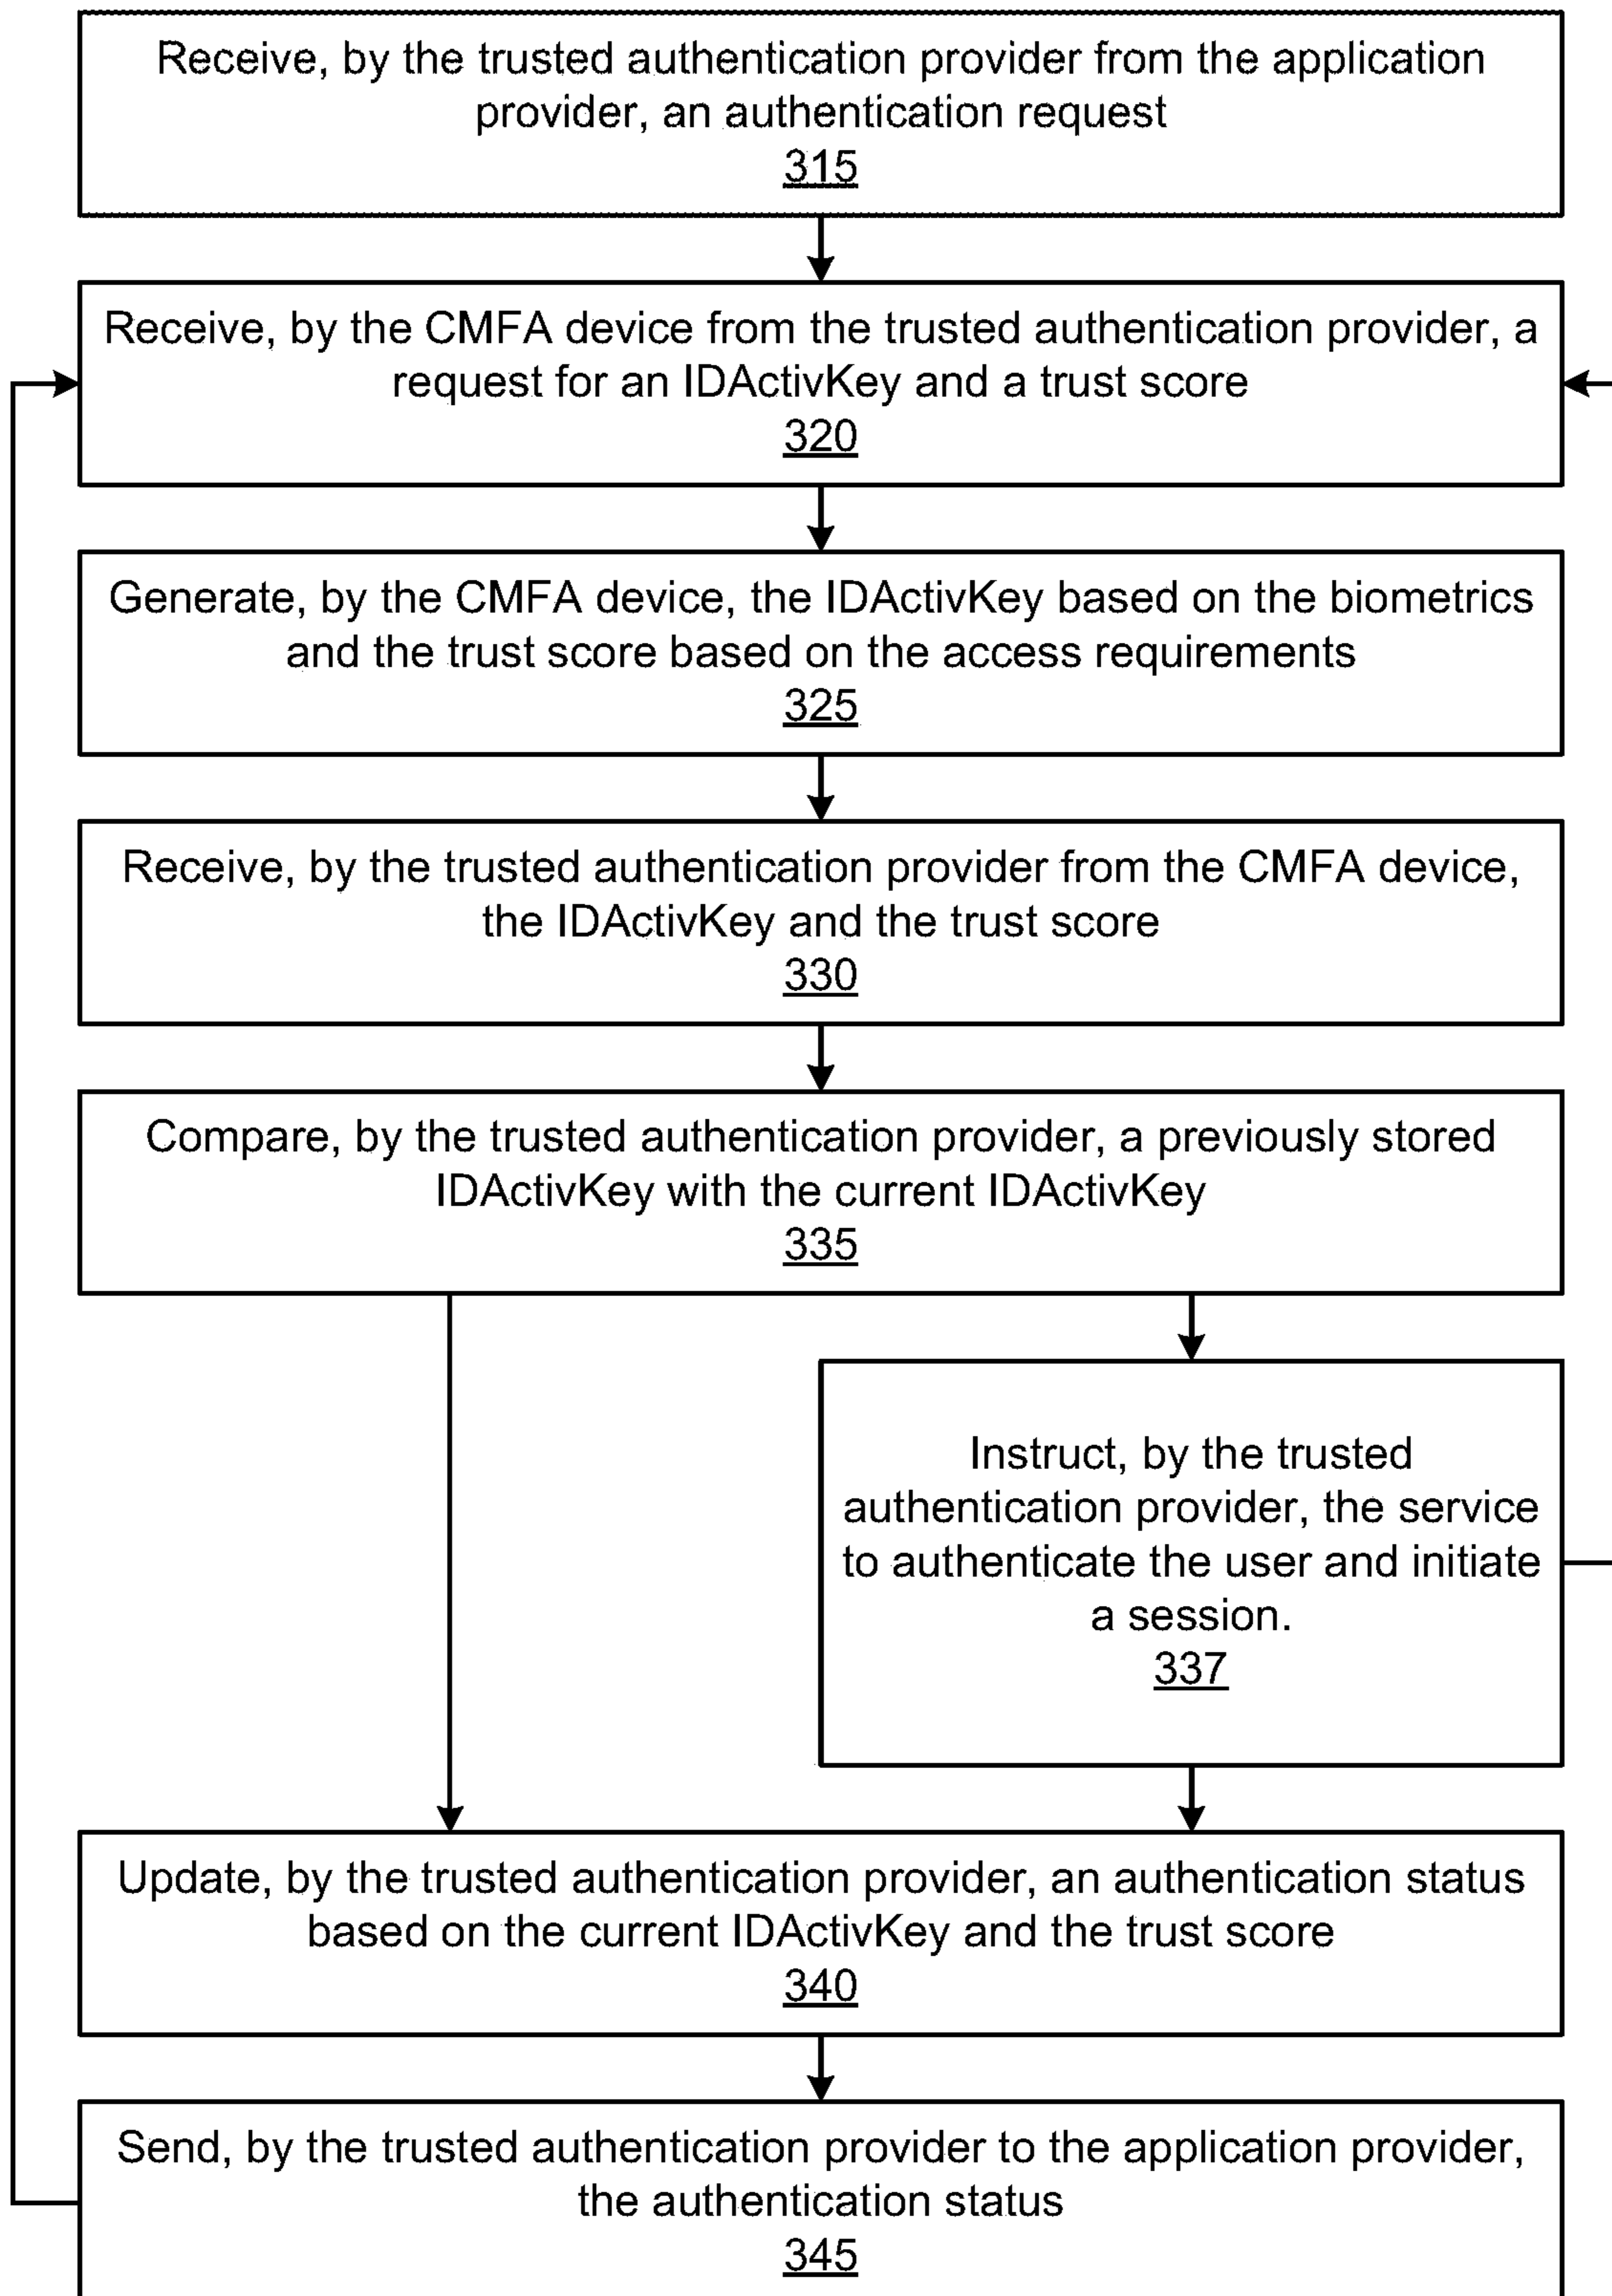 Receive, by the trusted authentication provider from the application
provider, an authentication request
315
Receive, by the CMFA device from the trusted authentication provider, a
request for an IDActivKey and a trust score
320
Generate, by the CMFA device, the IDActivKey based on the biometrics
and the trust score based on the access requirements
325
Receive, by the trusted authentication provider from the CMFA device,
the IDActivKey and the trust score
330
Compare, by the trusted authentication provider, a previously stored
IDActivKey with the current IDActivKey
335
Instruct, by the trusted
authentication provider, the service
to authenticate the user and initiate
a session.
337
Update, by the trusted authentication provider, an authentication status
based on the current IDActivKey and the trust score
340
Send, by the trusted authentication provider to the application provider,
the authentication status
345